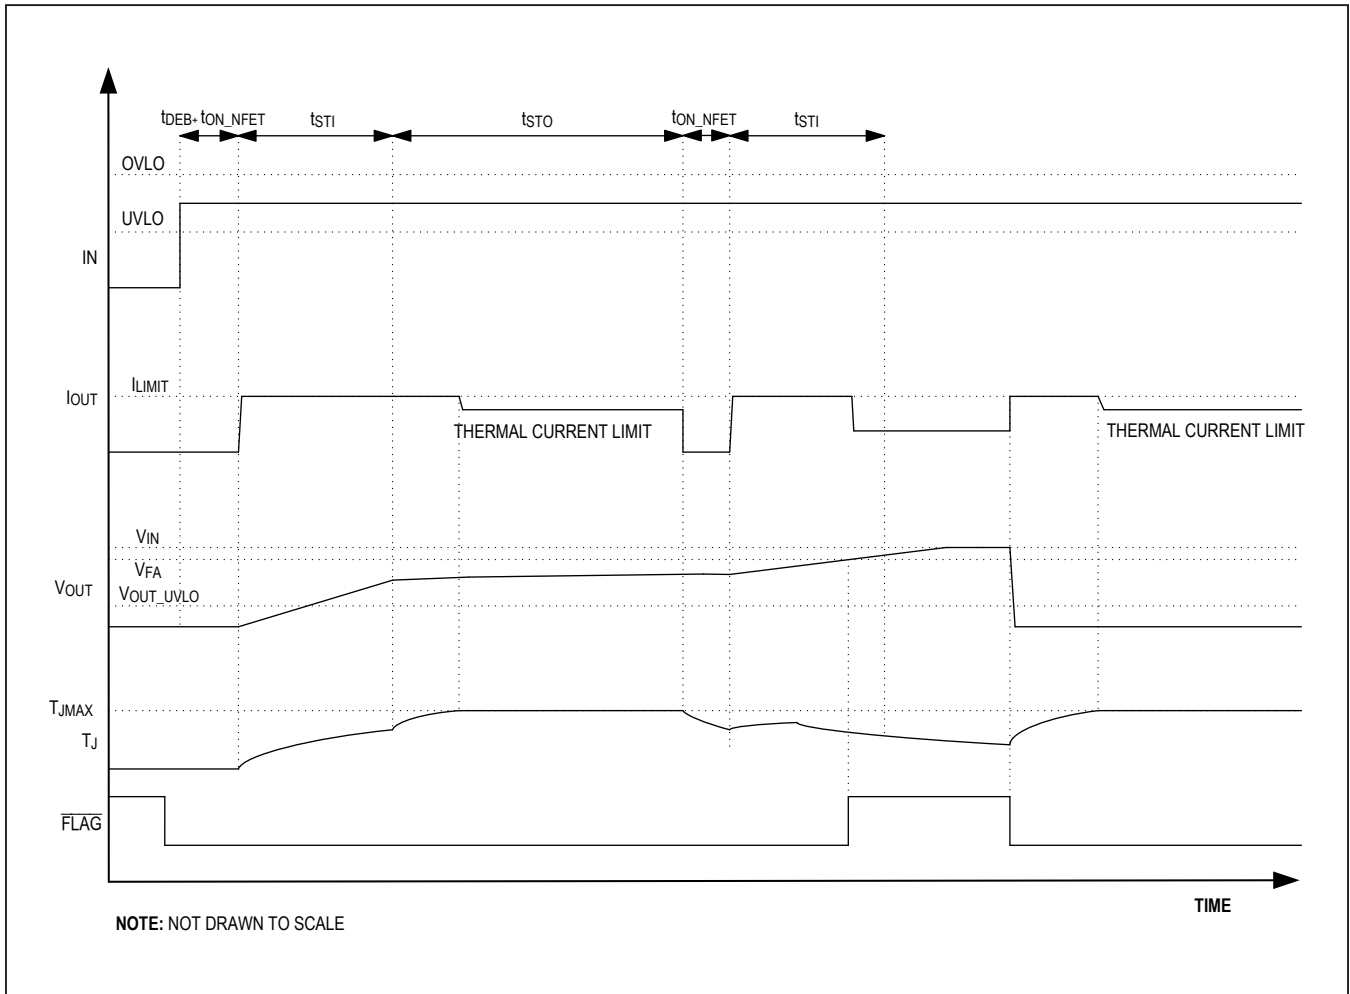 tDEB+ tON_NFET tSTI tSTO tON_NFET tSTI
OVLO
UVLO
IN
ILIMIT
IOUT
THERMAL CURRENT LIMIT THERMAL CURRENT LIMIT
VIN
VFA
VOUT
VOUT_UVLO
TJMAX
TJ
FLAG
TIME
NOTE: NOT DRAWN TO SCALE